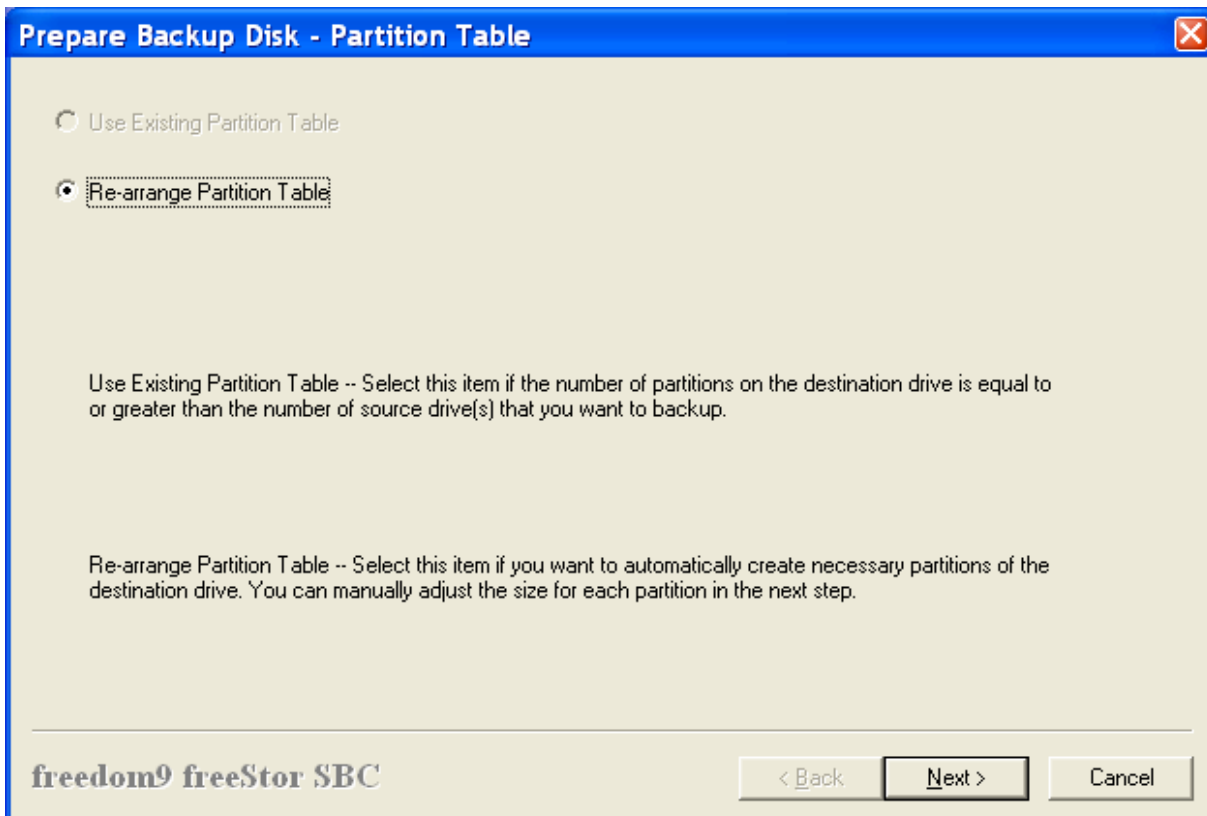 Prepare Backup Disk - Partition Table
Use Existing Partition Table
Re-arrange Partition Table
Use Existing Partition Table -- Select this item if the number of partitions on the destination drive is equal to
or greater than the number of source drive(s) that you want to backup.
Re-arrange Partition Table -- Select this item if you want to automatically create necessary partitions of the
destination drive. You can manually adjust the size for each partition in the next step.
freedom9 freeStor SBC
< Back
Next >
Cancel